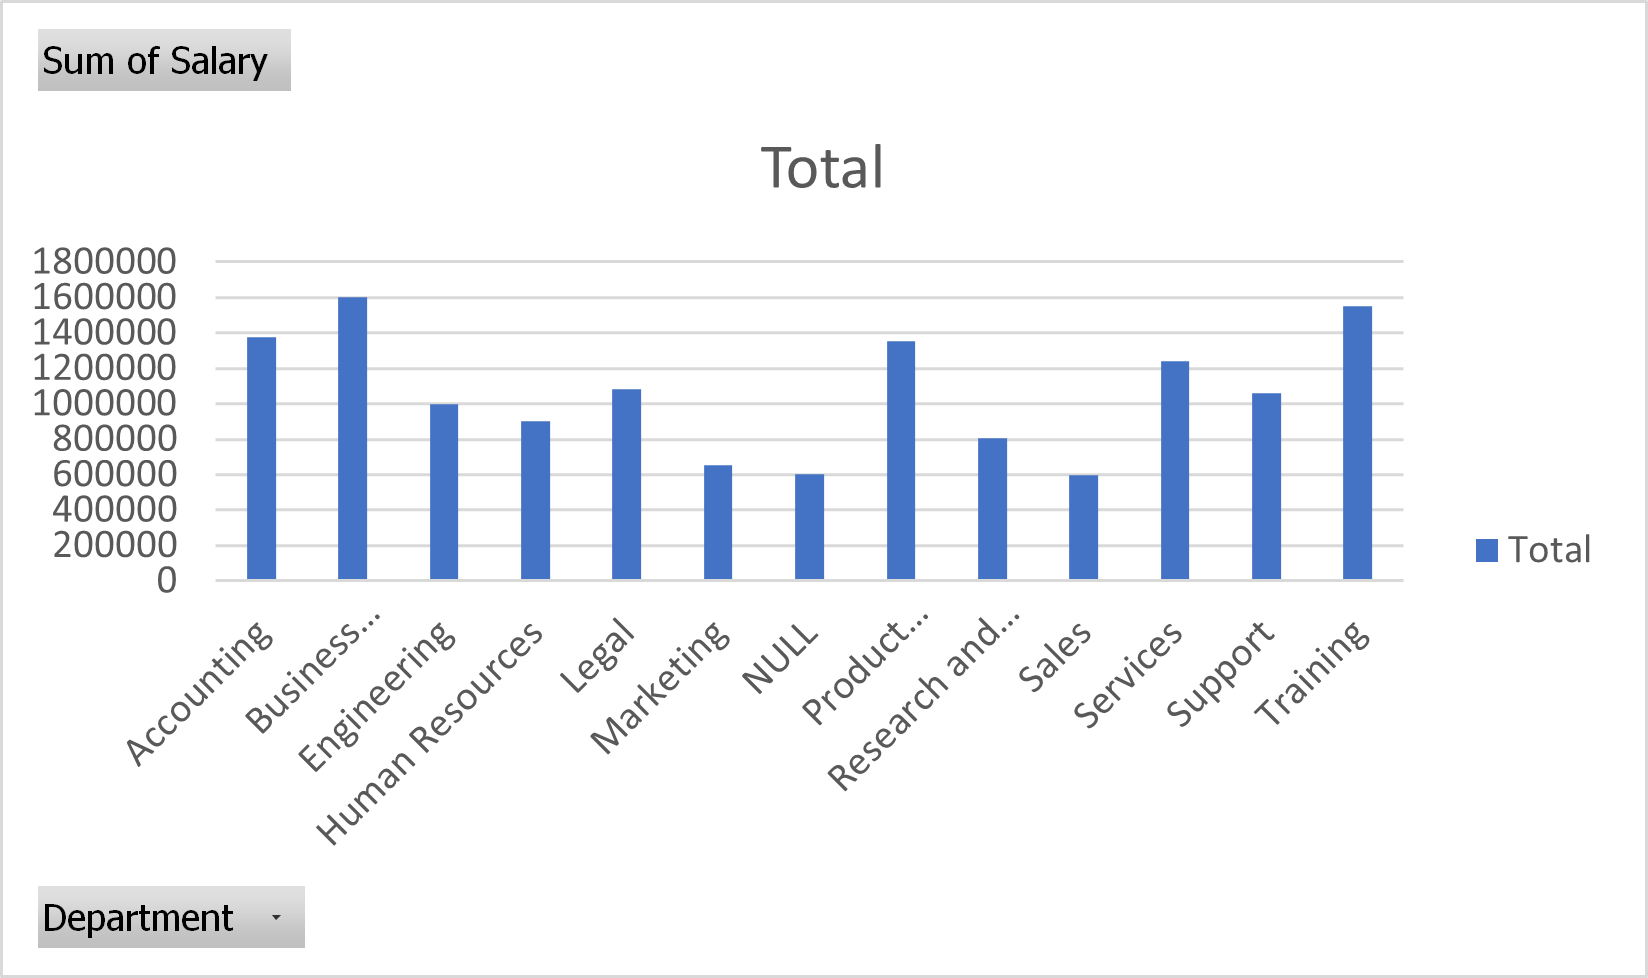 Sum of Salary
Total
1800000
1600000
1400000
1200000
1000000
800000
600000
400000
200000
0
Accounting
Business...
Engineering
Human Resources
Legal
Marketing
NULL
Product...
Research and...
Sales
Services
Support
Training
Total
Department